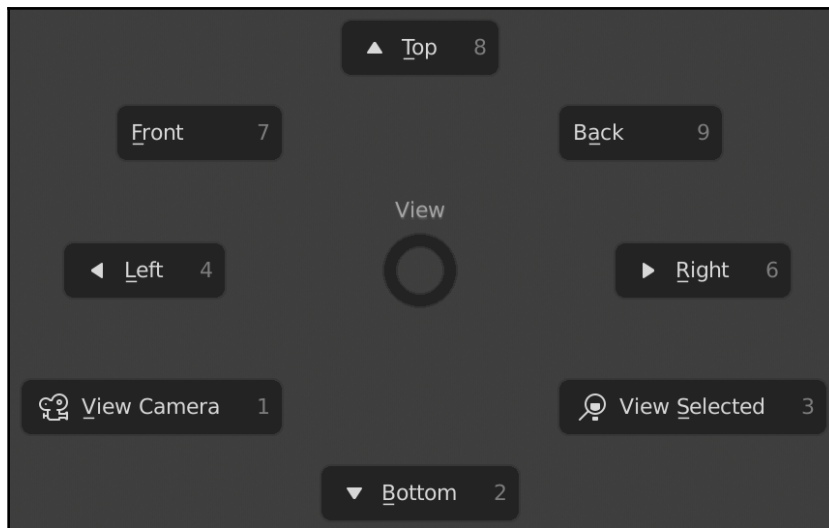 Top 8
Front 7
Back 9
View
Left 4
Right 6
View Camera 1
View Selected 3
Bottom 2